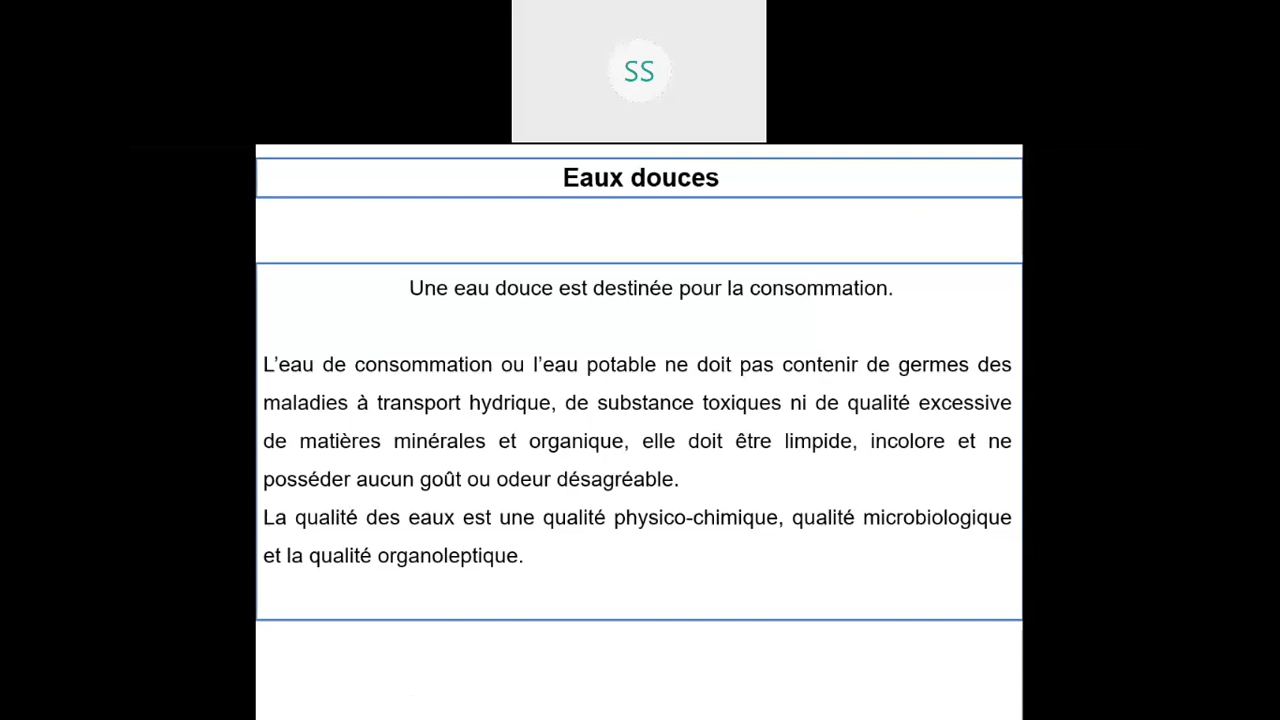 SS
Eaux douces
Une eau douce est destinée pour la consommation.
L’eau de consommation ou l’eau potable ne doit pas contenir de germes des
maladies à transport hydrique, de substance toxiques ni de qualité excessive
de matières minérales et organique, elle doit être limpide, incolore et ne
posséder aucun goût ou odeur désagréable.
La qualité des eaux est une qualité physico-chimique, qualité microbiologique
et la qualité organoleptique.